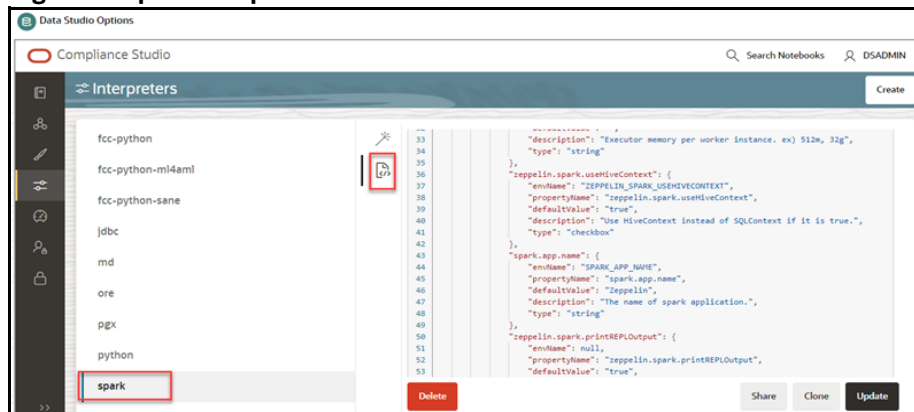 Data Studio Options
Compliance Studio
Search Notebooks
DSADMIN
Interpreters
Create
fcc-python
fcc-python-ml4aml
fcc-python-sane
jdbc
md
ore
pgx
python
spark
>>
33 "description": "Executor memory per worker instance. ex) 512m, 32g",
34 "type": "string"
35 },
36 "zeppelin.spark.useHiveContext": {
37 "envName": "ZEPPELIN_SPARK_USEHIVECONTEXT",
38 "propertyName": "zeppelin.spark.useHiveContext",
39 "defaultValue": "true",
40 "description": "Use HiveContext instead of SQLContext if it is true.",
41 "type": "checkbox"
42 },
43 "spark.app.name": {
44 "envName": "SPARK_APP_NAME",
45 "propertyName": "spark.app.name",
46 "defaultValue": "Zeppelin",
47 "description": "The name of spark application.",
48 "type": "string"
49 },
50 "zeppelin.spark.printREPLOutput": {
51 "envName": null,
52 "propertyName": "zeppelin.spark.printREPLOutput",
53 "defaultValue": "true",
Delete
Share
Clone
Update